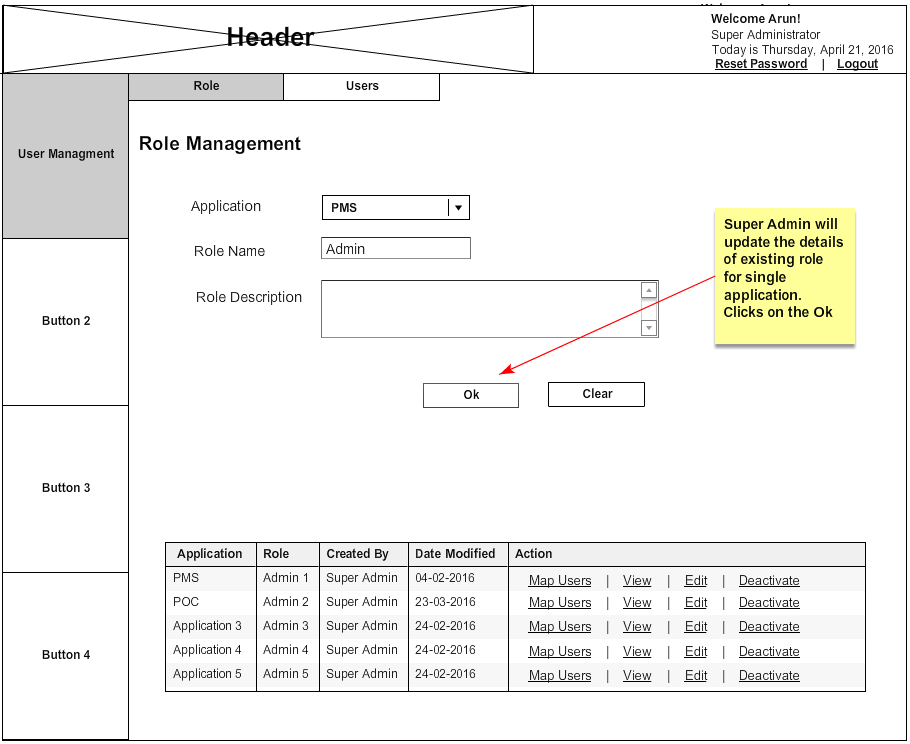 Header
Welcome Arun!
Super Administrator
Today is Thursday, April 21, 2016
Reset Password | Logout
Role Users
User Managment
Button 2
Button 3
Button 4
Role Management
Application PMS
Role Name Admin
Role Description
Super Admin will
update the details
of existing role
for single
application.
Clicks on the Ok
Ok Clear
Application Role Created By Date Modified Action
PMS Admin 1 Super Admin 04-02-2016 Map Users | View | Edit | Deactivate
POC Admin 2 Super Admin 23-03-2016 Map Users | View | Edit | Deactivate
Application 3 Admin 3 Super Admin 24-02-2016 Map Users | View | Edit | Deactivate
Application 4 Admin 4 Super Admin 24-02-2016 Map Users | View | Edit | Deactivate
Application 5 Admin 5 Super Admin 24-02-2016 Map Users | View | Edit | Deactivate